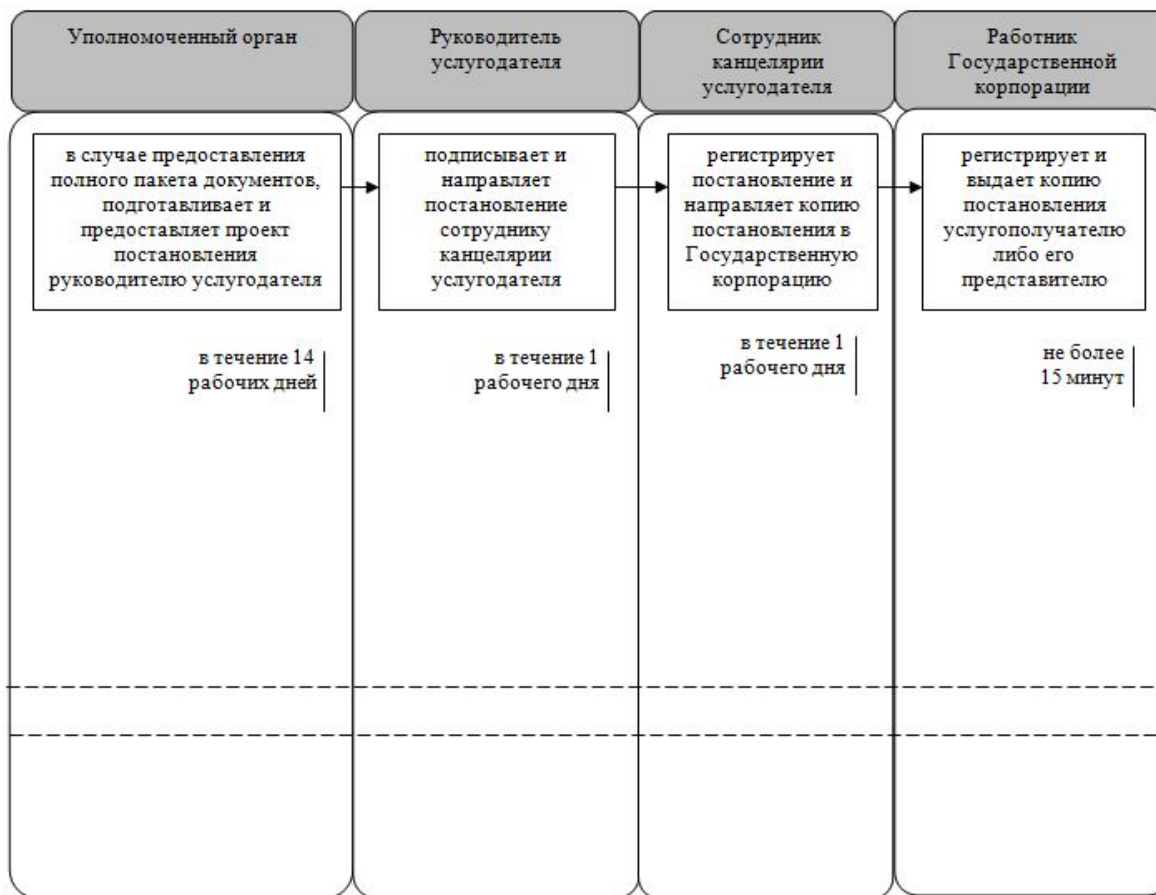 Уполномоченный орган
Руководитель
услугодателя
Сотрудник
канцелярии
услугодателя
Работник
Государственной
корпорации
в случае предоставления
полного пакета документов,
подготавливает и
предоставляет проект
постановления
руководителю услугодателя
подписывает и
направляет
постановление
сотруднику
канцелярии
услугодателя
регистрирует
постановление и
направляет копию
постановления в
Государственную
корпорацию
регистрирует и
выдает копию
постановления
услугополучателю
либо его
представителю
в течение 14
рабочих дней
в течение 1
рабочего дня
в течение 1
рабочего дня
не более
15 минут